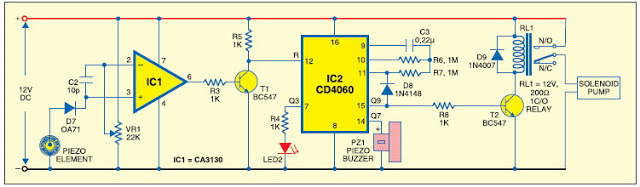 +
12V
DC
–
C2
10p
D7
OA71
PIEZO
ELEMENT
VR1
22K
2
3
7
4
6
IC1
IC1 = CA3130
R3
1K
R5
1K
T1
BC547
R
12
16
IC2
CD4060
9
10
11
15
14
7
8
Q3
R4
1K
LED2
C3
0,22µ
R6, 1M
R7, 1M
D8
1N4148
Q9
Q7
PZ1
PIEZO
BUZZER
R8
1K
D9
1N4007
RL1
N/O
N/C
RL1 = 12V,
200Ω
1C/O
RELAY
T2
BC547
SOLENOID
PUMP